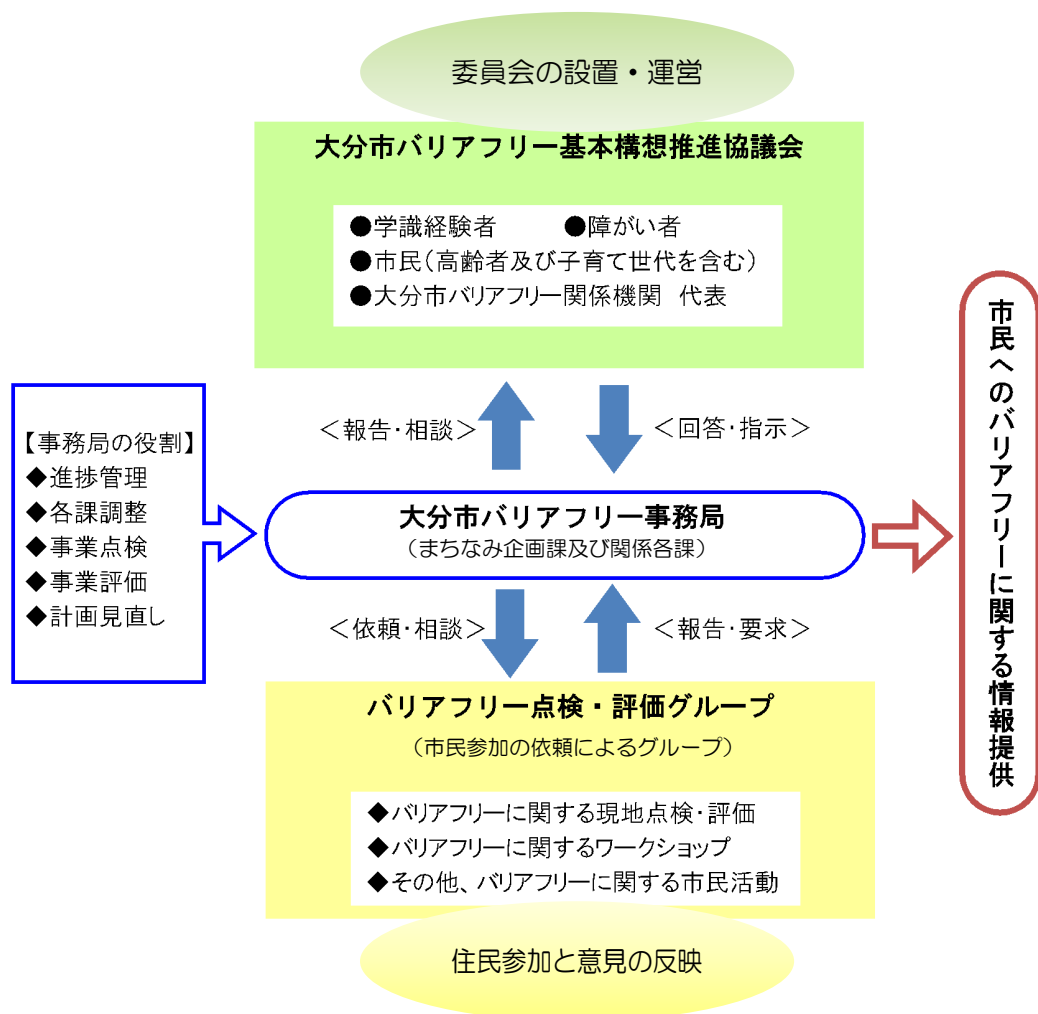 委員会の設置・運営
大分市バリアフリー基本構想推進協議会
●学識経験者 ●障がい者
●市民（高齢者及び子育て世代を含む）
●大分市バリアフリー関係機関 代表
＜報告・相談＞ ＜回答・指示＞
【事務局の役割】
◆進捗管理
◆各課調整
◆事業点検
◆事業評価
◆計画見直し
大分市バリアフリー事務局
（まちなみ企画課及び関係各課）
＜依頼・相談＞ ＜報告・要求＞
バリアフリー点検・評価グループ
（市民参加の依頼によるグループ）
◆バリアフリーに関する現地点検・評価
◆バリアフリーに関するワークショップ
◆その他、バリアフリーに関する市民活動
住民参加と意見の反映
市民へのバリアフリーに関する情報提供